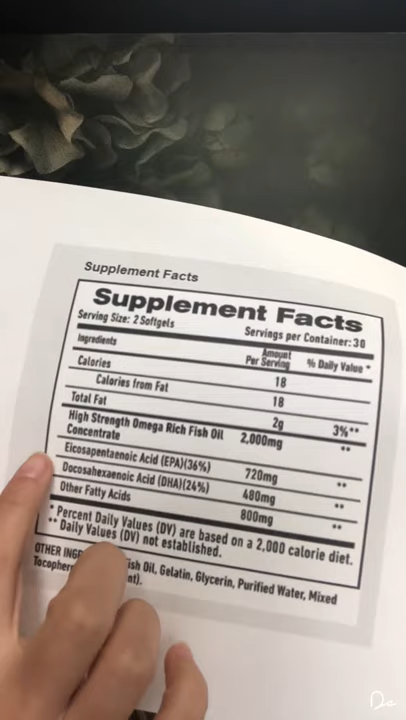 Supplement Facts
Supplement Facts
Serving Size: 2 Softgels Servings per Container: 30
Ingredients Amount Per Serving % Daily Value *
Calories 18
Calories from Fat 18
Total Fat 2g 3%**
High Strength Omega Rich Fish Oil Concentrate 2,000mg **
Eicosapentaenoic Acid (EPA)(36%) 720mg **
Docosahexaenoic Acid (DHA)(24%) 480mg **
Other Fatty Acids 800mg **
* Percent Daily Values (DV) are based on a 2,000 calorie diet.
** Daily Values (DV) not established.
OTHER Oil, Gelatin, Glycerin, Purified Water, Mixed